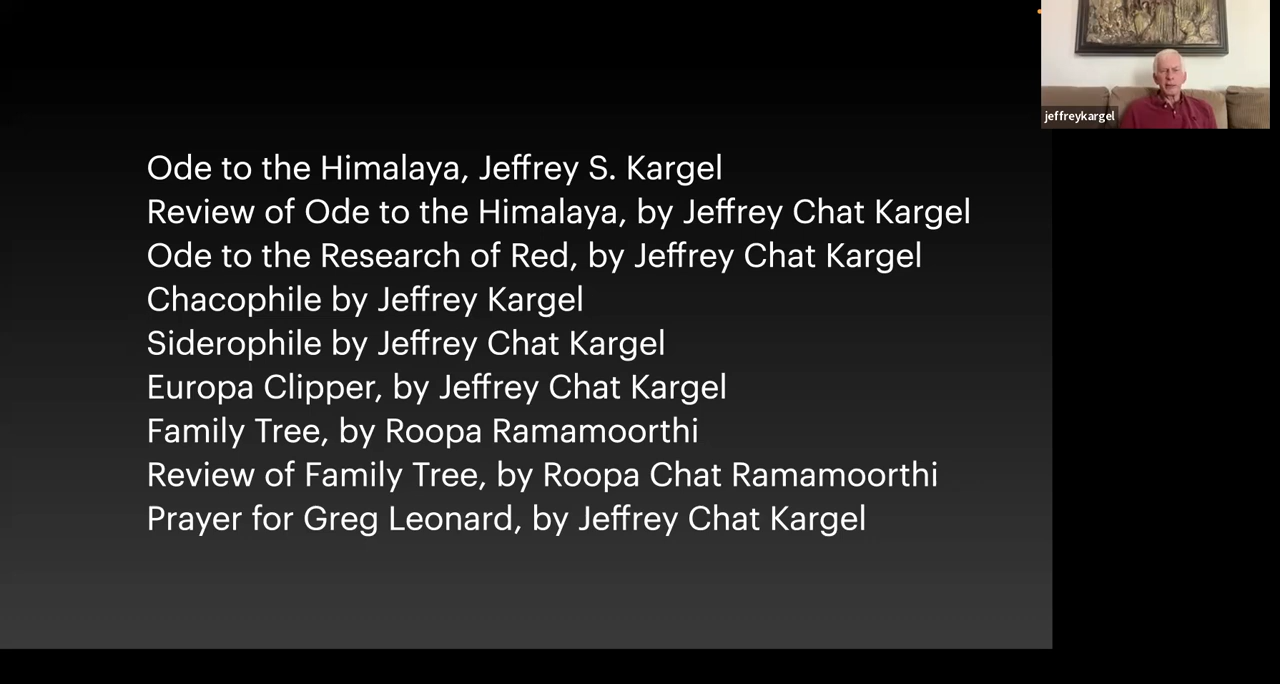 Ode to the Himalaya, Jeffrey S. Kargel
Review of Ode to the Himalaya, by Jeffrey Chat Kargel
Ode to the Research of Red, by Jeffrey Chat Kargel
Chacophile by Jeffrey Kargel
Siderophile by Jeffrey Chat Kargel
Europa Clipper, by Jeffrey Chat Kargel
Family Tree, by Roopa Ramamoorthi
Review of Family Tree, by Roopa Chat Ramamoorthi
Prayer for Greg Leonard, by Jeffrey Chat Kargel
jeffreykargel